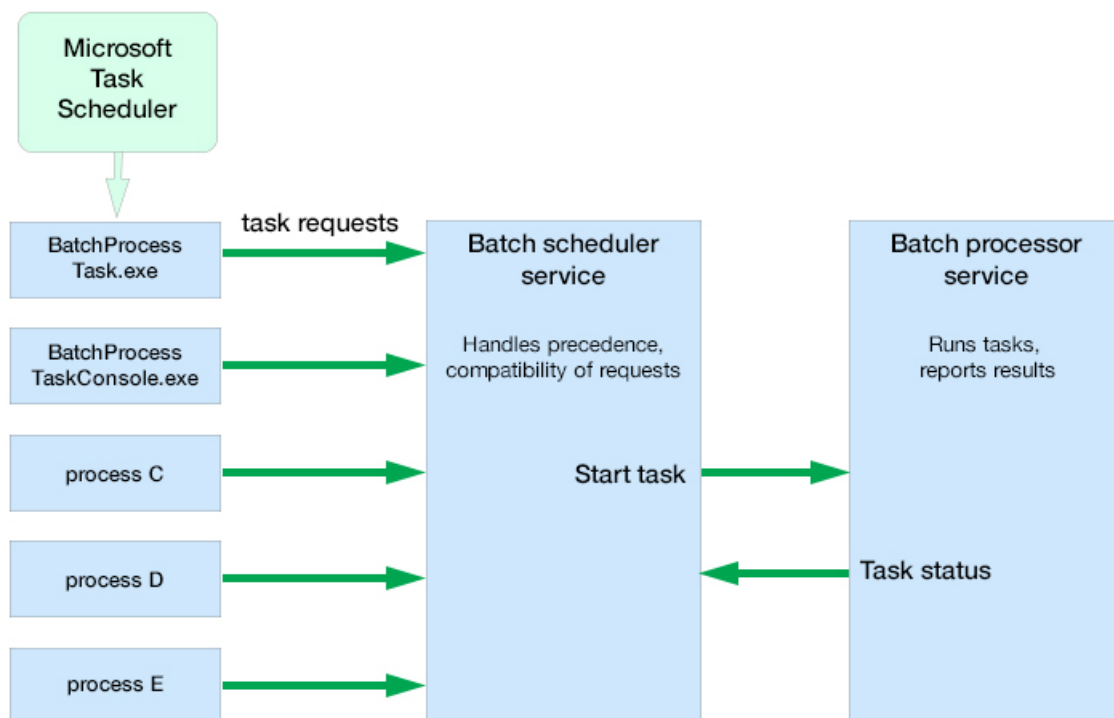 Microsoft
Task
Scheduler
task requests
BatchProcess
Task.exe
BatchProcess
TaskConsole.exe
process C
process D
process E
Batch scheduler
service
Handles precedence,
compatibility of requests
Start task
Batch processor
service
Runs tasks,
reports results
Task status